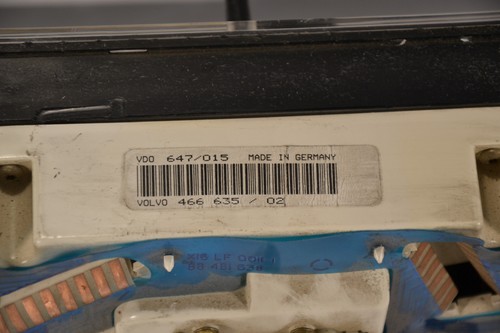 VDO 647/015 MADE IN GERMANY
VOLVO 466 635 / 02